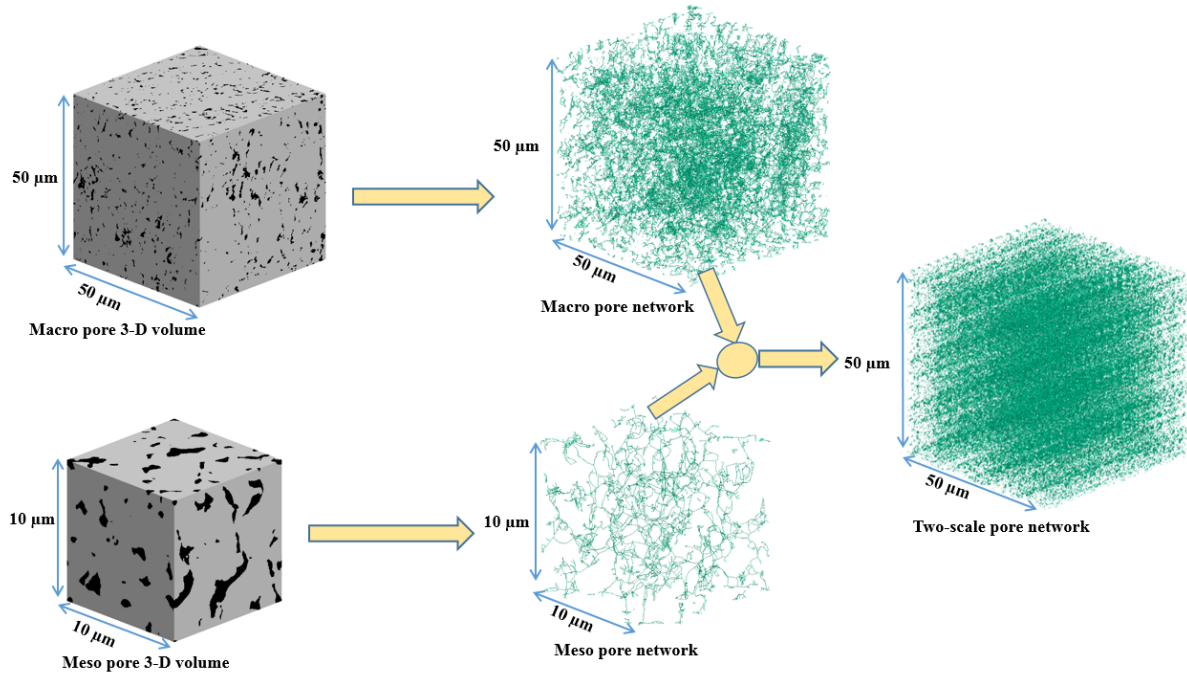 50 μm
50 μm
Macro pore 3-D volume
50 μm
50 μm
Macro pore network
10 μm
10 μm
Meso pore 3-D volume
10 μm
10 μm
Meso pore network
50 μm
50 μm
Two-scale pore network